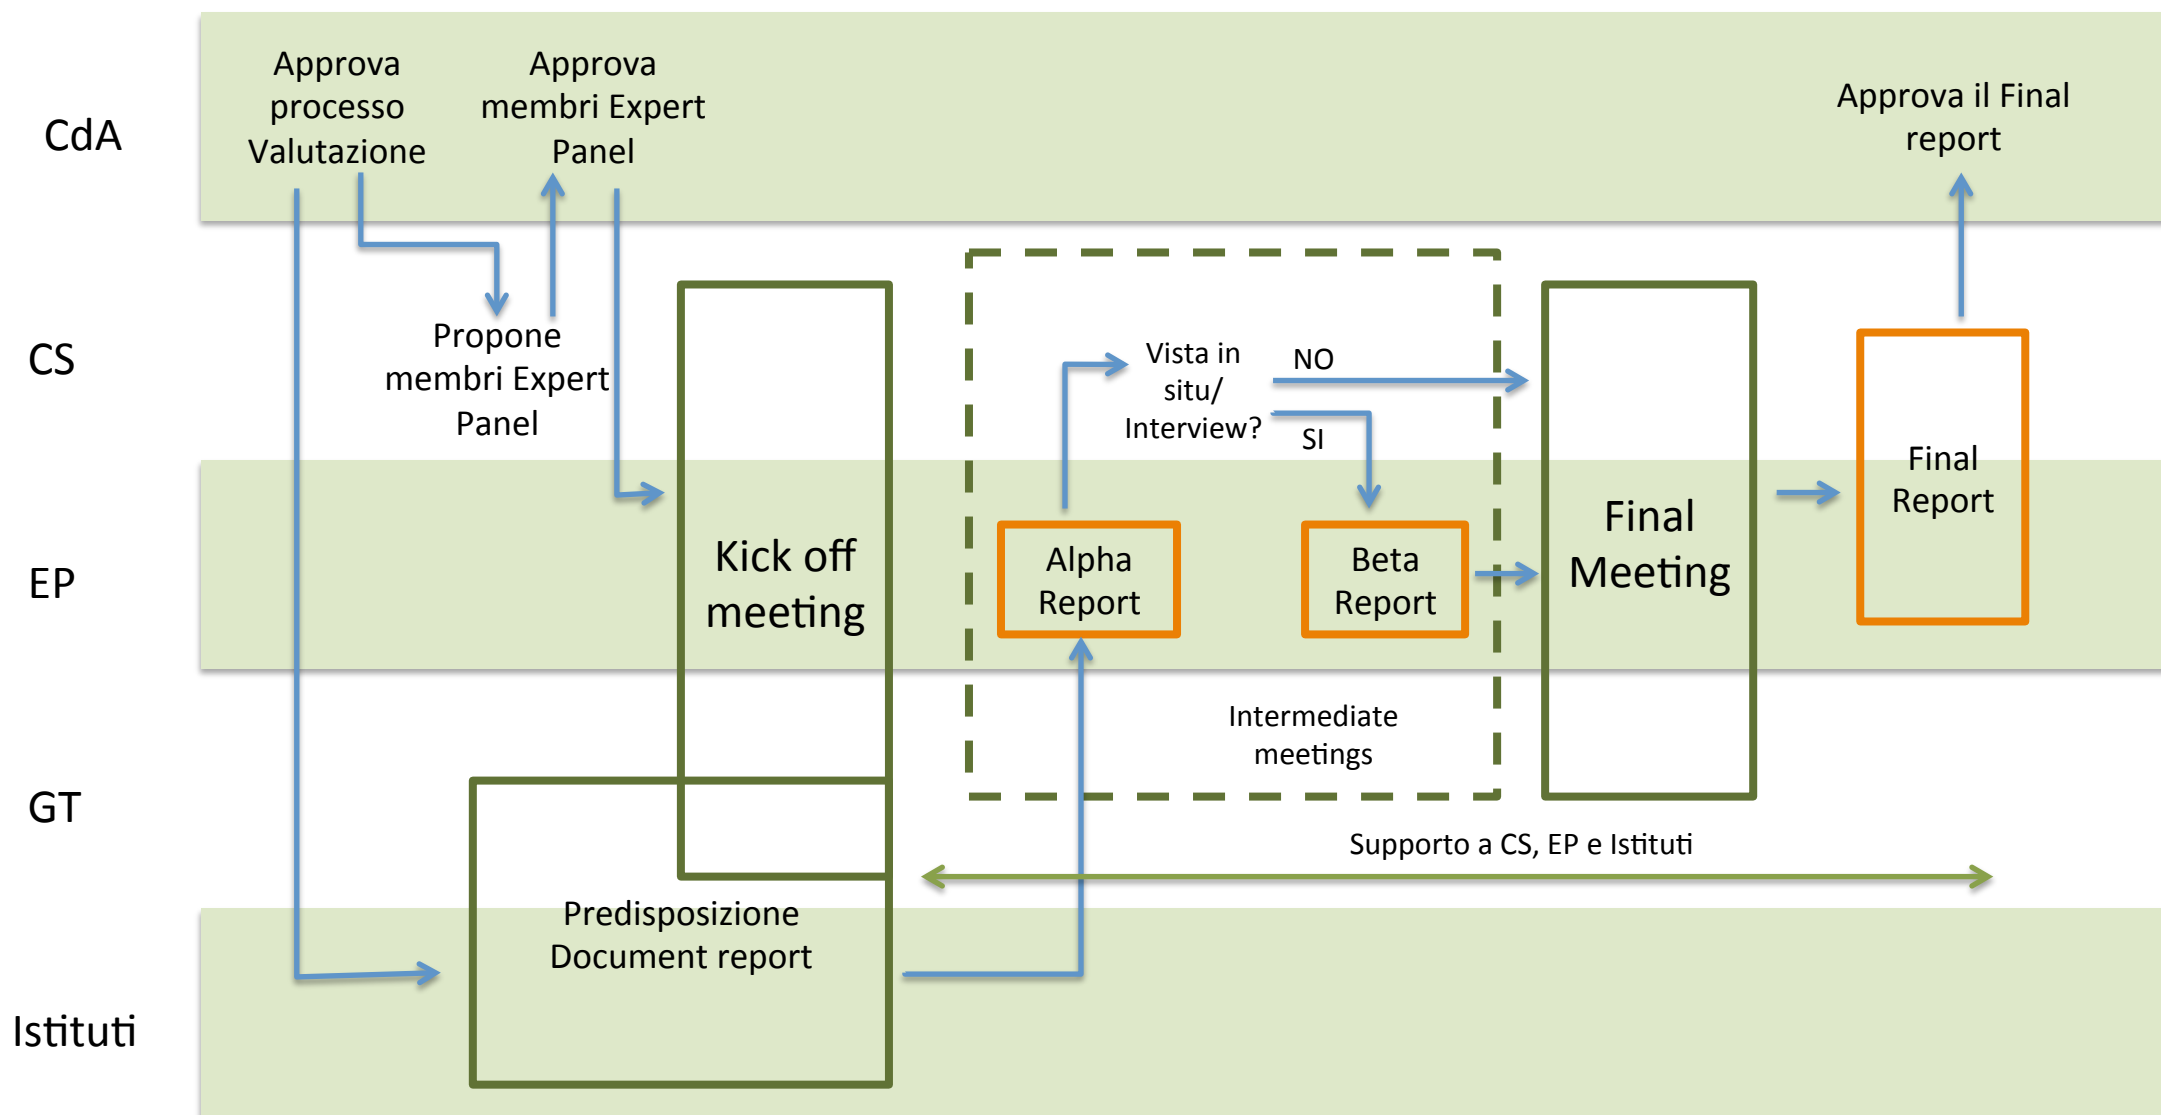 CdA
Approva
processo
Valutazione
Approva
membri Expert
Panel
Approva il Final
report
CS
Propone
membri Expert
Panel
Vista in
situ/
Interview?
NO
SI
Final
Report
EP
Kick off
meeting
Alpha
Report
Beta
Report
Final
Meeting
Intermediate
meetings
GT
Supporto a CS, EP e Istituti
Predisposizione
Document report
Istituti